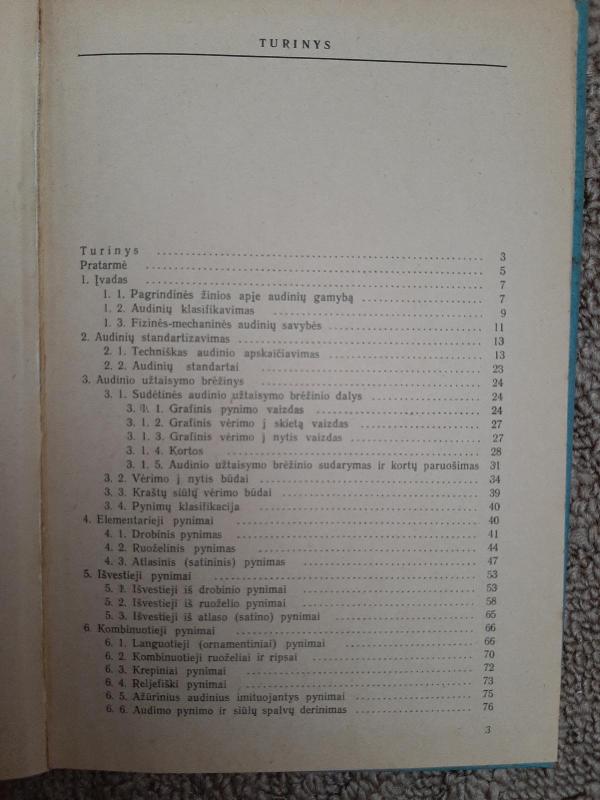 TURINYS
Turinys 3
Pratarmė 5
1. Įvadas 7
1. 1. Pagrindinės žinios apie audinių gamybą 7
1. 2. Audinių klasifikavimas 9
1. 3. Fizinės-mechaninės audinių savybės 11
2. Audinių standartizavimas 13
2. 1. Techniškas audinio apskaičiavimas 13
2. 2. Audinių standartai 23
3. Audinio užtaisymo brėžinys 24
3. 1. Sudėtinės audinio užtaisymo brėžinio dalys 24
3. 1. 1. Grafinis pynimo vaizdas 24
3. 1. 2. Grafinis vėrimo į skietą vaizdas 27
3. 1. 3. Grafinis vėrimo į nytis vaizdas 27
3. 1. 4. Kortos 28
3. 1. 5. Audinio užtaisymo brėžinio sudarymas ir kortų paruošimas 31
3. 2. Vėrimo į nytis būdai 34
3. 3. Kraštų siūlų vėrimo būdai 39
3. 4. Pynimų klasifikacija 40
4. Elementarieji pynimai 40
4. 1. Drobinis pynimas 41
4. 2. Ruoželinis pynimas 44
4. 3. Atlasinis (satininis) pynimas 47
5. Išvestieji pynimai 53
5. 1. Išvestieji iš drobinio pynimai 53
5. 2. Išvestieji iš ruoželio pynimai 58
5. 3. Išvestieji iš atlaso (satino) pynimai 65
6. Kombinuotieji pynimai 66
6. 1. Languotieji (ornamentiniai) pynimai 66
6. 2. Kombinuotieji ruoželiai ir ripsai 70
6. 3. Krepiniai pynimai 72
6. 4. Reljefiški pynimai 73
6. 5. Ažūrinius audinius imituojantys pynimai 75
6. 6. Audimo pynimo ir siūlų spalvų derinimas 76
3